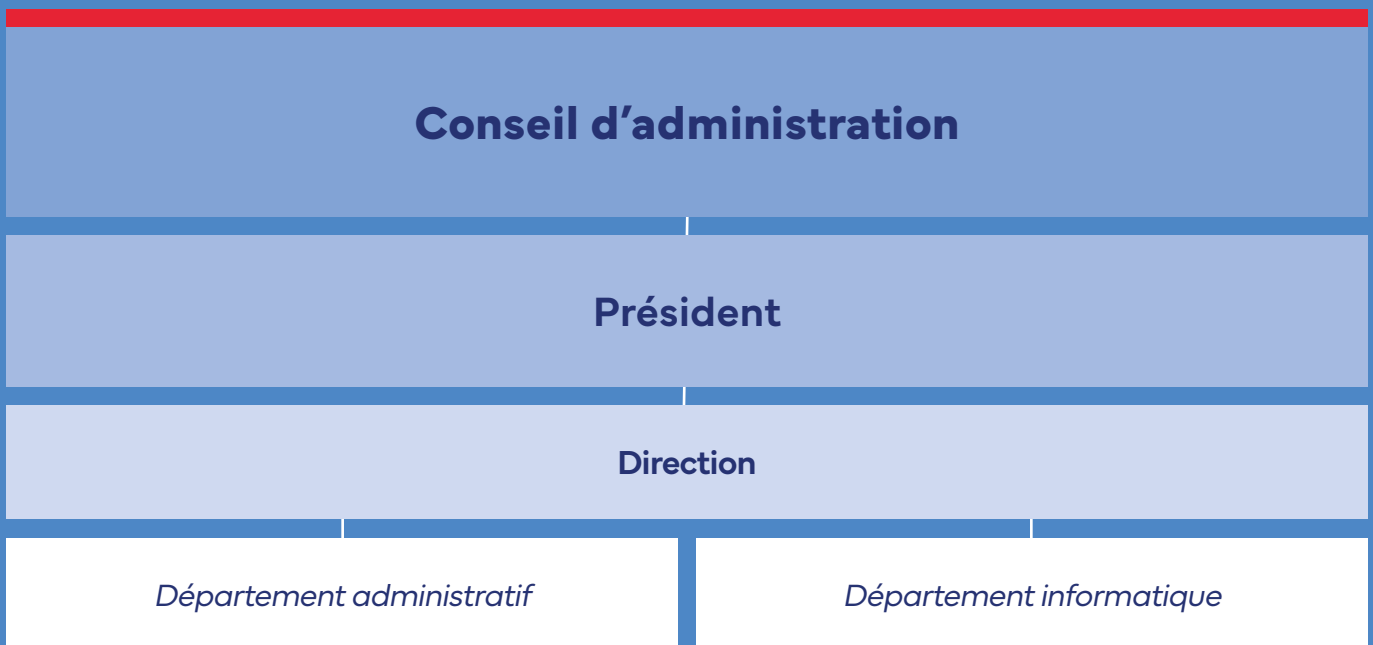 Conseil d’administration
Président
Direction
Département administratif
Département informatique